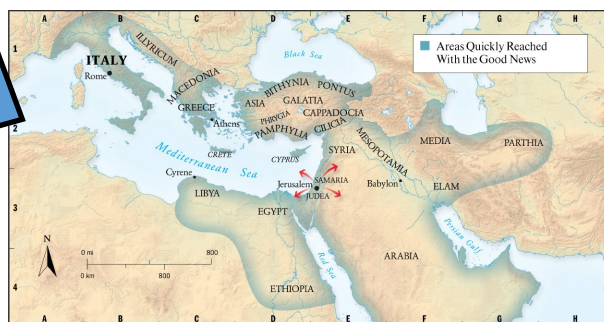 A B C D E F G H
1
2
3
4
Areas Quickly Reached
With the Good News
ITALY
Rome
ILLYRICUM
Black Sea
MACEDONIA
GREECE
Athens
BITHYNIA
PONTUS
ASIA
GALATIA
PHRYGIA
CAPPADOCIA
PAMPHYLIA
CILICIA
CRETE
CYPRUS
Mediterranean Sea
SYRIA
MESOPOTAMIA
MEDIA
PARTHIA
Cyrene
LIBYA
Jerusalem
SAMARIA
JUDEA
Babylon
ELAM
EGYPT
Persian Gulf
Red Sea
ARABIA
ETHIOPIA
N
0 mi 800
0 km 800
A B C D E F G H